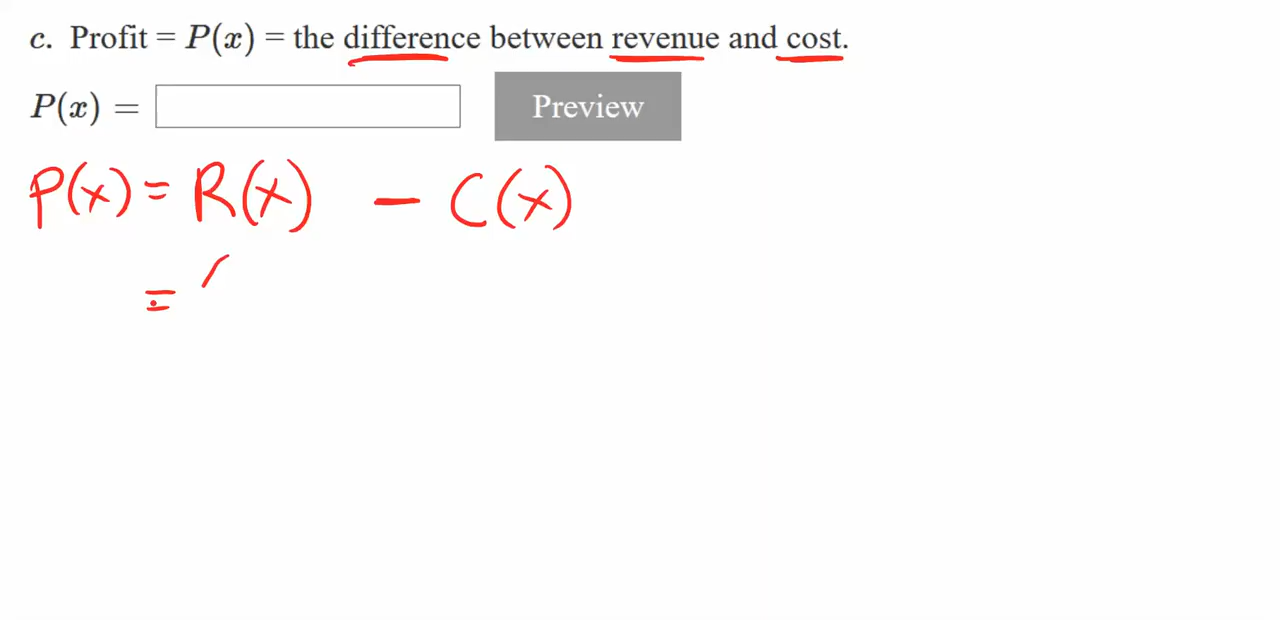 c. Profit = P(x) = the difference between revenue and cost.
P(x) = Preview
P(x) = R(x) - C(x)
= (